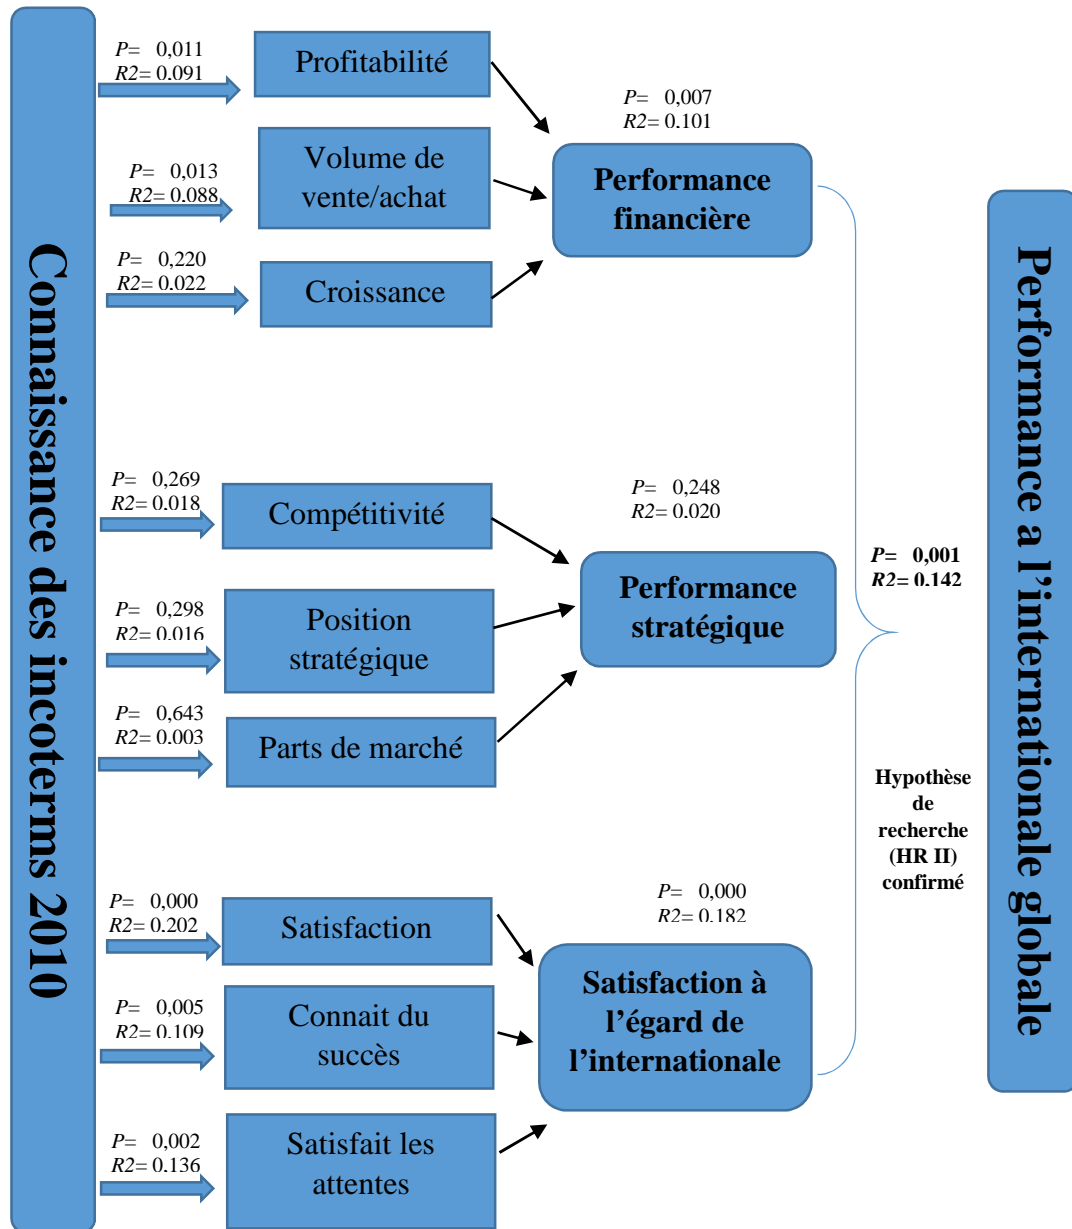 Connaissance des incoterms 2010
P= 0,011
R2= 0.091
Profitabilité
P= 0,013
R2= 0.088
Volume de
vente/achat
P= 0,220
R2= 0.022
Croissance
P= 0,007
R2= 0.101
Performance
financière
P= 0,269
R2= 0.018
Compétitivité
P= 0,298
R2= 0.016
Position
stratégique
P= 0,643
R2= 0.003
Parts de marché
P= 0,248
R2= 0.020
Performance
stratégique
P= 0,000
R2= 0.202
Satisfaction
P= 0,005
R2= 0.109
Connait du
succès
P= 0,002
R2= 0.136
Satisfait les
attentes
P= 0,000
R2= 0.182
Satisfaction à
l’égard de
l’internationale
P= 0,001
R2= 0.142
Hypothèse
de
recherche
(HR II)
confirmé
Performance a l’internationale globale